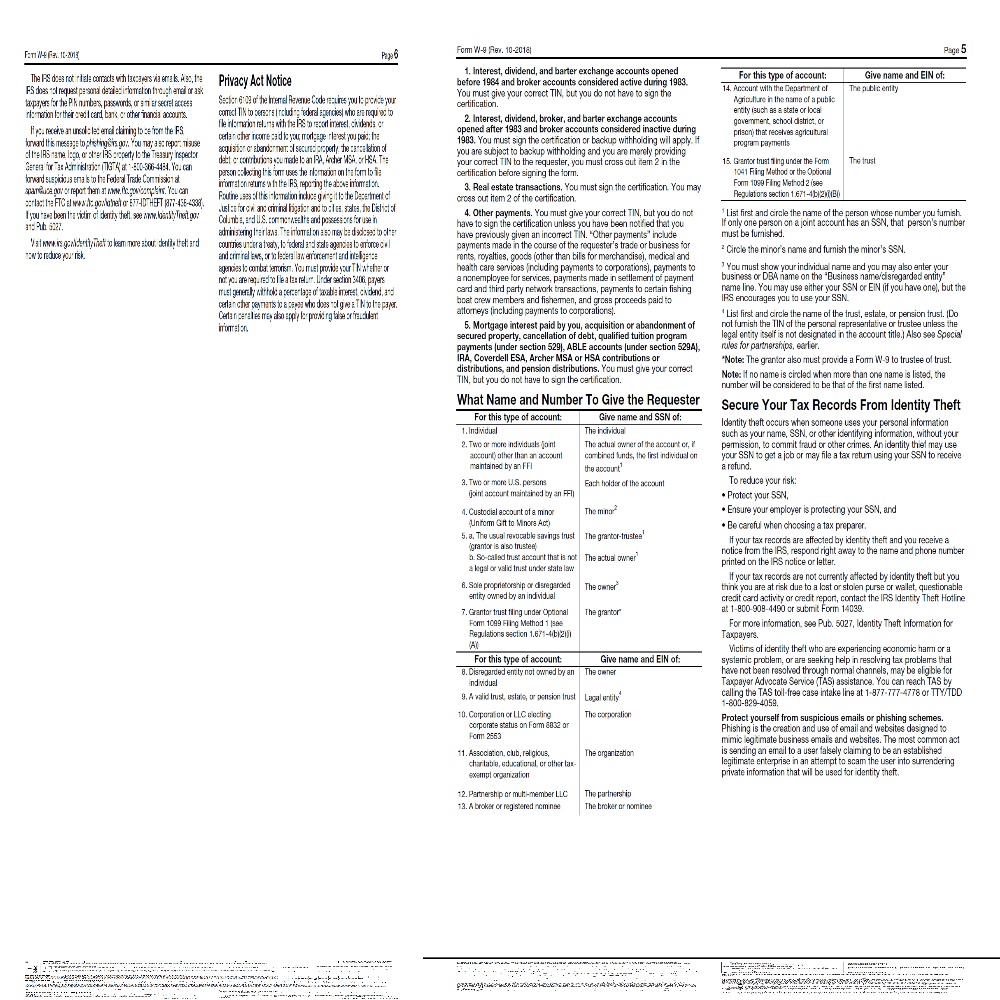 Form W-9 (Rev. 10-2018)
Page 6
The IRS does not initiate contacts with taxpayers via emails. Also, the
IRS does not request personal detailed information through email or ask
taxpayers for the PIN numbers, passwords, or similar secret access
information for their credit card, bank, or other financial accounts.
If you receive an unsolicited email claiming to be from the IRS,
forward this message to phishing@irs.gov. You may also report misuse
of the IRS name, logo, or other IRS property to the Treasury Inspector
General for Tax Administration (TIGTA) at 1-800-366-4484. You can
forward suspicious emails to the Federal Trade Commission at
spam@uce.gov or report them at www.ftc.gov/complaint. You can
contact the FTC at www.ftc.gov/idtheft or 877-IDTHEFT (877-438-4338).
If you have been the victim of identity theft, see www.IdentityTheft.gov
and Pub. 5027.
Visit www.irs.gov/IdentityTheft to learn more about identity theft and
how to reduce your risk.
Privacy Act Notice
Section 6109 of the Internal Revenue Code requires you to provide your
correct TIN to persons (including federal agencies) who are required to
file information returns with the IRS to report interest, dividends, or
certain other income paid to you; mortgage interest you paid; the
acquisition or abandonment of secured property; the cancellation of
debt; or contributions you made to an IRA, Archer MSA, or HSA. The
person collecting this form uses the information on the form to file
information returns with the IRS, reporting the above information.
Routine uses of this information include giving it to the Department of
Justice for civil and criminal litigation and to cities, states, the District of
Columbia, and U.S. commonwealths and possessions for use in
administering their laws. The information also may be disclosed to other
countries under a treaty, to federal and state agencies to enforce civil
and criminal laws, or to federal law enforcement and intelligence
agencies to combat terrorism. You must provide your TIN whether or
not you are required to file a tax return. Under section 3406, payers
must generally withhold a percentage of taxable interest, dividend, and
certain other payments to a payee who does not give a TIN to the payer.
Certain penalties may also apply for providing false or fraudulent
information.
Form W-9 (Rev. 10-2018)
Page 5
1. Interest, dividend, and barter exchange accounts opened
before 1984 and broker accounts considered active during 1983.
You must give your correct TIN, but you do not have to sign the
certification.
2. Interest, dividend, broker, and barter exchange accounts
opened after 1983 and broker accounts considered inactive during
1983. You must sign the certification or backup withholding will apply. If
you are subject to backup withholding and you are merely providing
your correct TIN to the requester, you must cross out item 2 in the
certification before signing the form.
3. Real estate transactions. You must sign the certification. You may
cross out item 2 of the certification.
4. Other payments. You must give your correct TIN, but you do not
have to sign the certification unless you have been notified that you
have previously given an incorrect TIN. "Other payments" include
payments made in the course of the requester's trade or business for
rents, royalties, goods (other than bills for merchandise), medical and
health care services (including payments to corporations), payments to
a nonemployee for services, payments made in settlement of payment
card and third party network transactions, payments to certain fishing
boat crew members and fishermen, and gross proceeds paid to
attorneys (including payments to corporations).
5. Mortgage interest paid by you, acquisition or abandonment of
secured property, cancellation of debt, qualified tuition program
payments (under section 529), ABLE accounts (under section 529A),
IRA, Coverdell ESA, Archer MSA or HSA contributions or
distributions, and pension distributions. You must give your correct
TIN, but you do not have to sign the certification.
What Name and Number To Give the Requester
For this type of account: Give name and SSN of:
1. Individual The individual
2. Two or more individuals (joint The actual owner of the account or, if
account) other than an account combined funds, the first individual on
maintained by an FFI the account1
3. Two or more U.S. persons Each holder of the account
(joint account maintained by an FFI)
4. Custodial account of a minor The minor2
(Uniform Gift to Minors Act)
5. a. The usual revocable savings trust The grantor-trustee1
(grantor is also trustee)
b. So-called trust account that is not The actual owner1
a legal or valid trust under state law
6. Sole proprietorship or disregarded The owner3
entity owned by an individual
7. Grantor trust filing under Optional The grantor*
Form 1099 Filing Method 1 (see
Regulations section 1.671-4(b)(2)(i)
(A))
For this type of account: Give name and EIN of:
8. Disregarded entity not owned by an The owner
individual
9. A valid trust, estate, or pension trust Legal entity4
10. Corporation or LLC electing The corporation
corporate status on Form 8832 or
Form 2553
11. Association, club, religious, The organization
charitable, educational, or other tax-
exempt organization
12. Partnership or multi-member LLC The partnership
13. A broker or registered nominee The broker or nominee
For this type of account: Give name and EIN of:
14. Account with the Department of The public entity
Agriculture in the name of a public
entity (such as a state or local
government, school district, or
prison) that receives agricultural
program payments
15. Grantor trust filing under the Form The trust
1041 Filing Method or the Optional
Form 1099 Filing Method 2 (see
Regulations section 1.671-4(b)(2)(i)(B))
1 List first and circle the name of the person whose number you furnish.
If only one person on a joint account has an SSN, that person's number
must be furnished.
2 Circle the minor's name and furnish the minor's SSN.
3 You must show your individual name and you may also enter your
business or DBA name on the "Business name/disregarded entity"
name line. You may use either your SSN or EIN (if you have one), but the
IRS encourages you to use your SSN.
4 List first and circle the name of the trust, estate, or pension trust. (Do
not furnish the TIN of the personal representative or trustee unless the
legal entity itself is not designated in the account title.) Also see Special
rules for partnerships, earlier.
*Note: The grantor also must provide a Form W-9 to trustee of trust.
Note: If no name is circled when more than one name is listed, the
number will be considered to be that of the first name listed.
Secure Your Tax Records From Identity Theft
Identity theft occurs when someone uses your personal information
such as your name, SSN, or other identifying information, without your
permission, to commit fraud or other crimes. An identity thief may use
your SSN to get a job or may file a tax return using your SSN to receive
a refund.
To reduce your risk:
• Protect your SSN,
• Ensure your employer is protecting your SSN, and
• Be careful when choosing a tax preparer.
If your tax records are affected by identity theft and you receive a
notice from the IRS, respond right away to the name and phone number
printed on the IRS notice or letter.
If your tax records are not currently affected by identity theft but you
think you are at risk due to a lost or stolen purse or wallet, questionable
credit card activity or credit report, contact the IRS Identity Theft Hotline
at 1-800-908-4490 or submit Form 14039.
For more information, see Pub. 5027, Identity Theft Information for
Taxpayers.
Victims of identity theft who are experiencing economic harm or a
systemic problem, or are seeking help in resolving tax problems that
have not been resolved through normal channels, may be eligible for
Taxpayer Advocate Service (TAS) assistance. You can reach TAS by
calling the TAS toll-free case intake line at 1-877-777-4778 or TTY/TDD
1-800-829-4059.
Protect yourself from suspicious emails or phishing schemes.
Phishing is the creation and use of email and websites designed to
mimic legitimate business emails and websites. The most common act
is sending an email to a user falsely claiming to be an established
legitimate enterprise in an attempt to scam the user into surrendering
private information that will be used for identity theft.